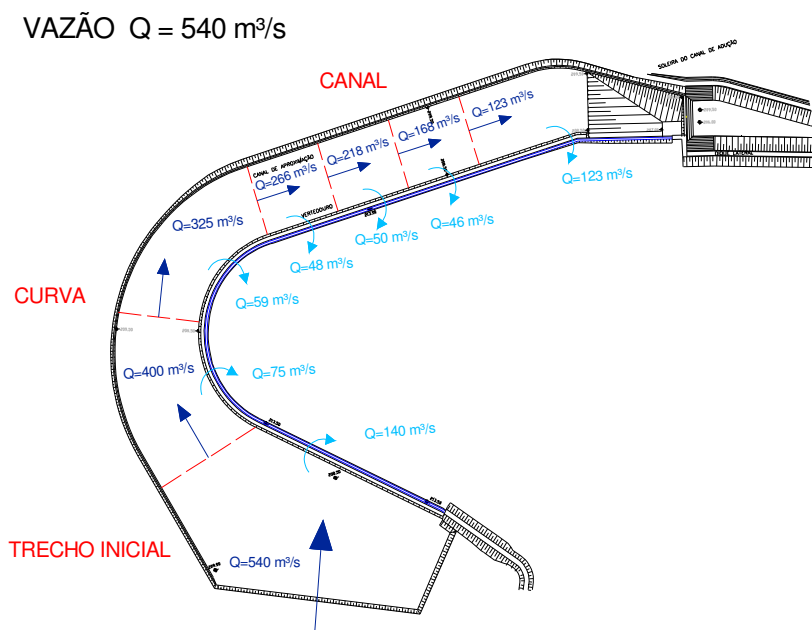 VAZÃO Q = 540 m³/s
SOLEIRA DO CANAL DE ADUÇÃO
CANAL
Q=123 m³/s
Q=168 m³/s
Q=218 m³/s
CANAL DE APROXIMAÇÃO
Q=266 m³/s
Q=123 m³/s
VERTEDOURO
Q=46 m³/s
Q=325 m³/s
Q=50 m³/s
Q=48 m³/s
CURVA
Q=59 m³/s
Q=400 m³/s
Q=75 m³/s
Q=140 m³/s
TRECHO INICIAL
Q=540 m³/s